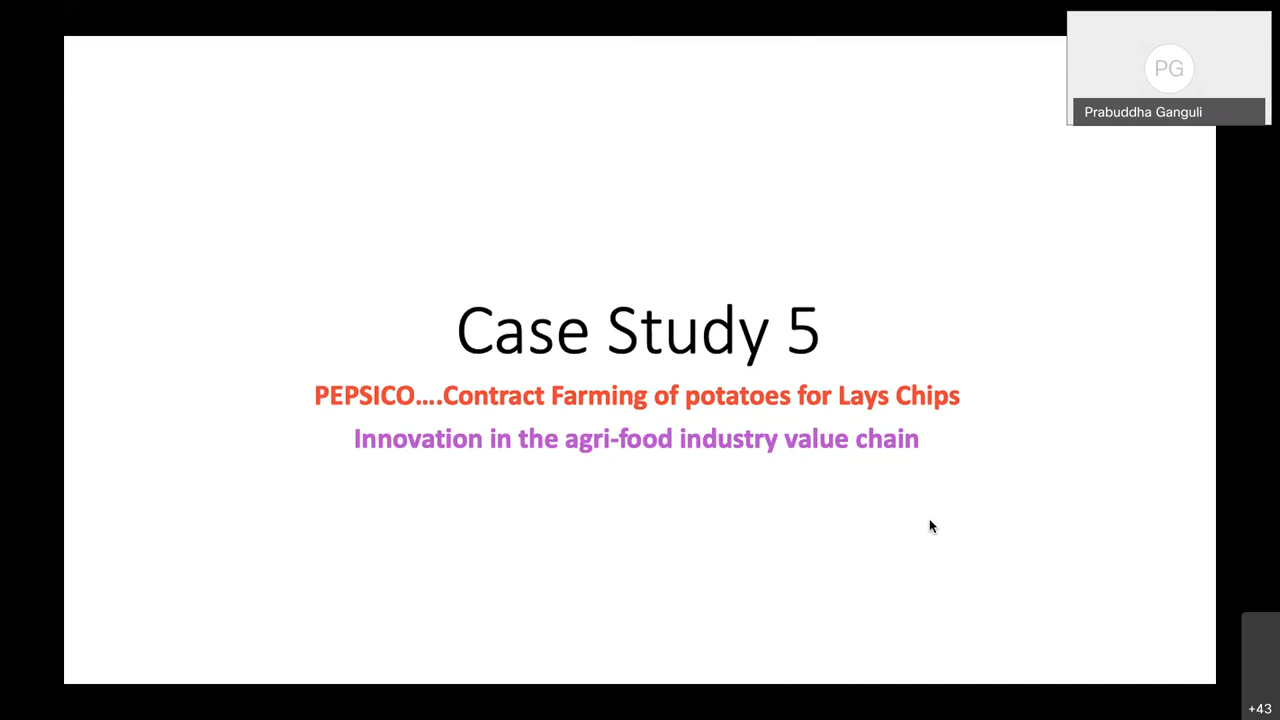 PG
Prabuddha Ganguli
Case Study 5
PEPSICO....Contract Farming of potatoes for Lays Chips
Innovation in the agri-food industry value chain
+43